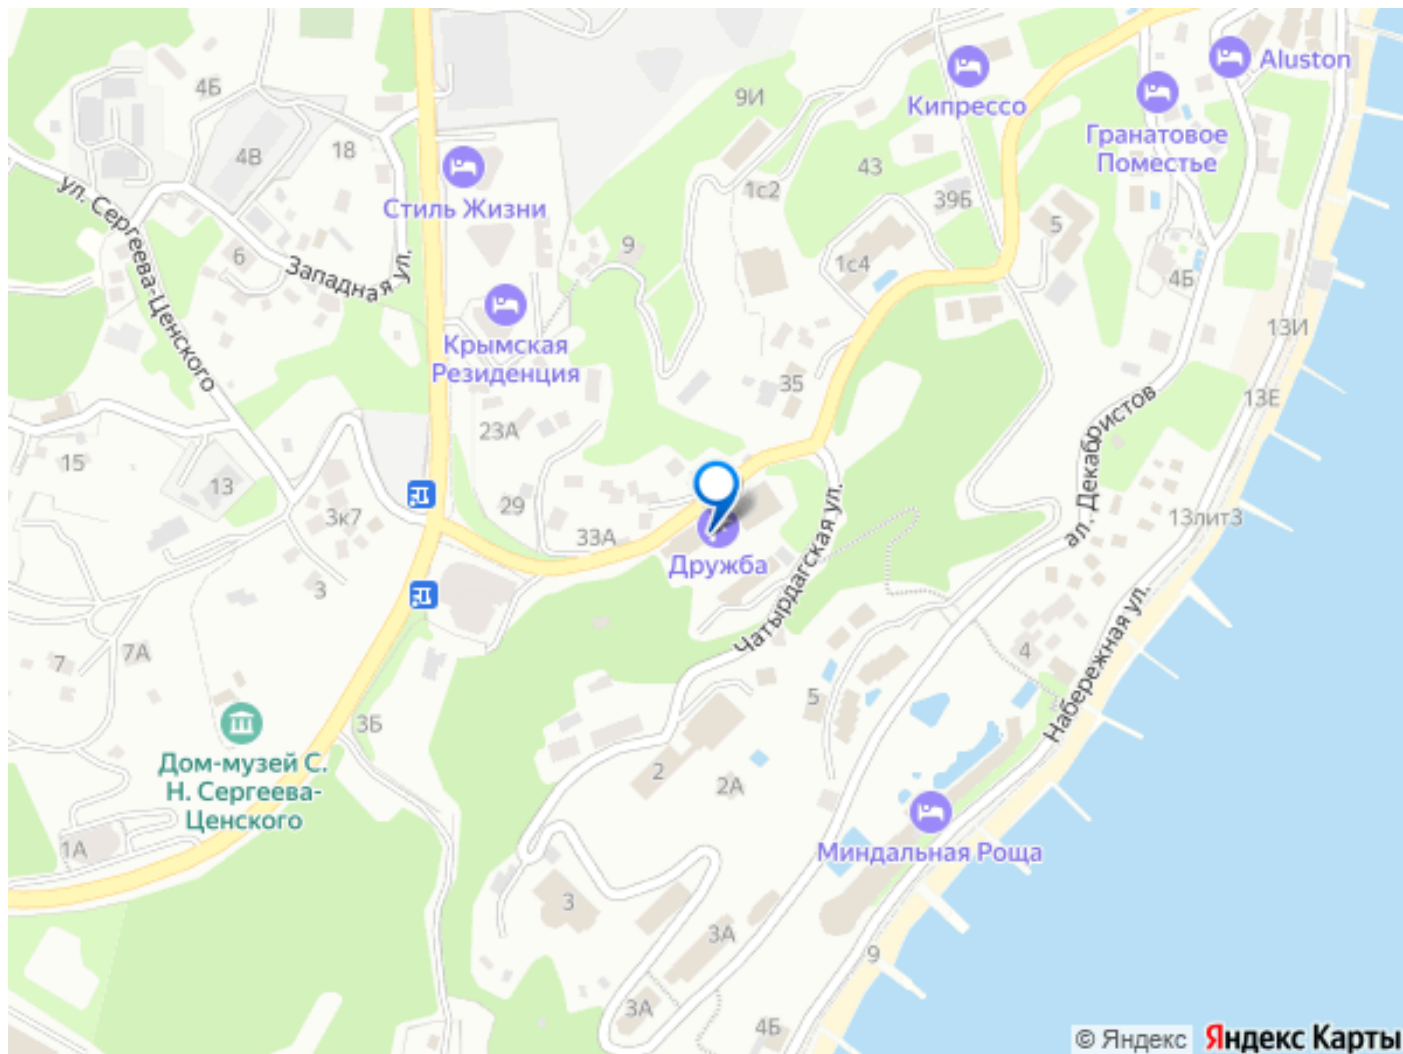 Aluston
4Б
9И
Кипрессо
Гранатовое
Поместье
4В
18
43
1с2
39Б
5
Стиль Жизни
ул. Сергеева-Ценского
6
Западная ул.
9
1с4
4Б
13И
Крымская
Резиденция
35
13Е
ал. Декабристов
23А
15
13
29
3к7
33А
13лит3
Дружба
Чатырдагская ул.
3
7
7А
4
Набережная ул.
5
3Б
Дом-музей С.
Н. Сергеева-
Ценского
2
2А
1А
Миндальная Роща
3
3А
9
3А
4Б
© Яндекс
Яндекс Карты